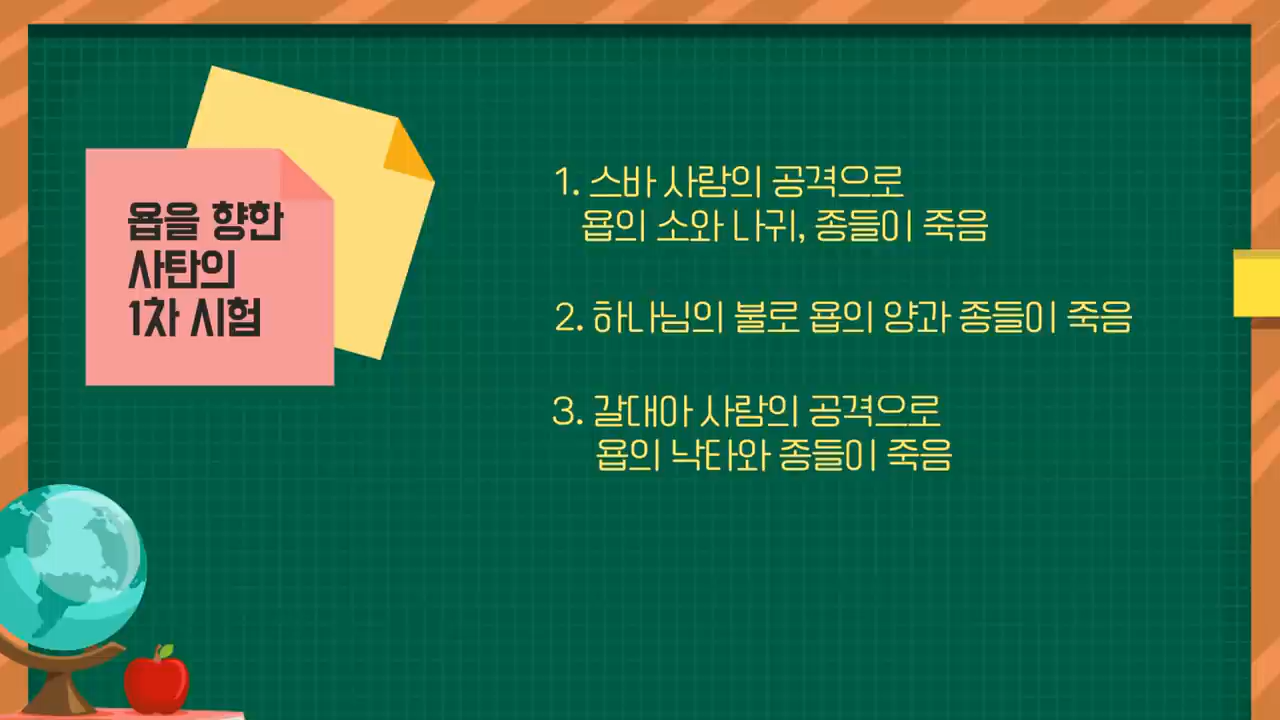 욥을 향한
사탄의
1차 시험
1. 스바 사람의 공격으로
욥의 소와 나귀, 종들이 죽음
2. 하나님의 불로 욥의 양과 종들이 죽음
3. 갈대아 사람의 공격으로
욥의 낙타와 종들이 죽음